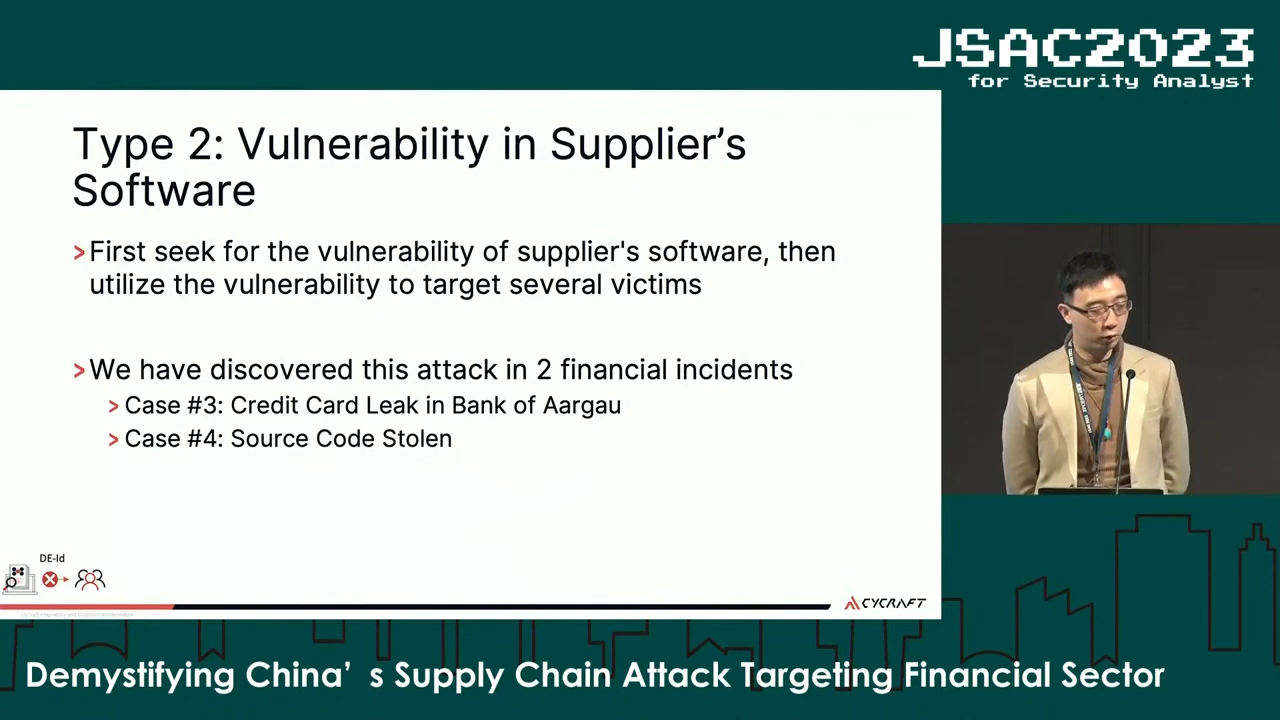 JSAC2023
for Security Analyst
Type 2: Vulnerability in Supplier's
Software
>First seek for the vulnerability of supplier's software, then
utilize the vulnerability to target several victims
>We have discovered this attack in 2 financial incidents
> Case #3: Credit Card Leak in Bank of Aargau
> Case #4: Source Code Stolen
DE-Id
CYCRAFT
Demystifying China' s Supply Chain Attack Targeting Financial Sector